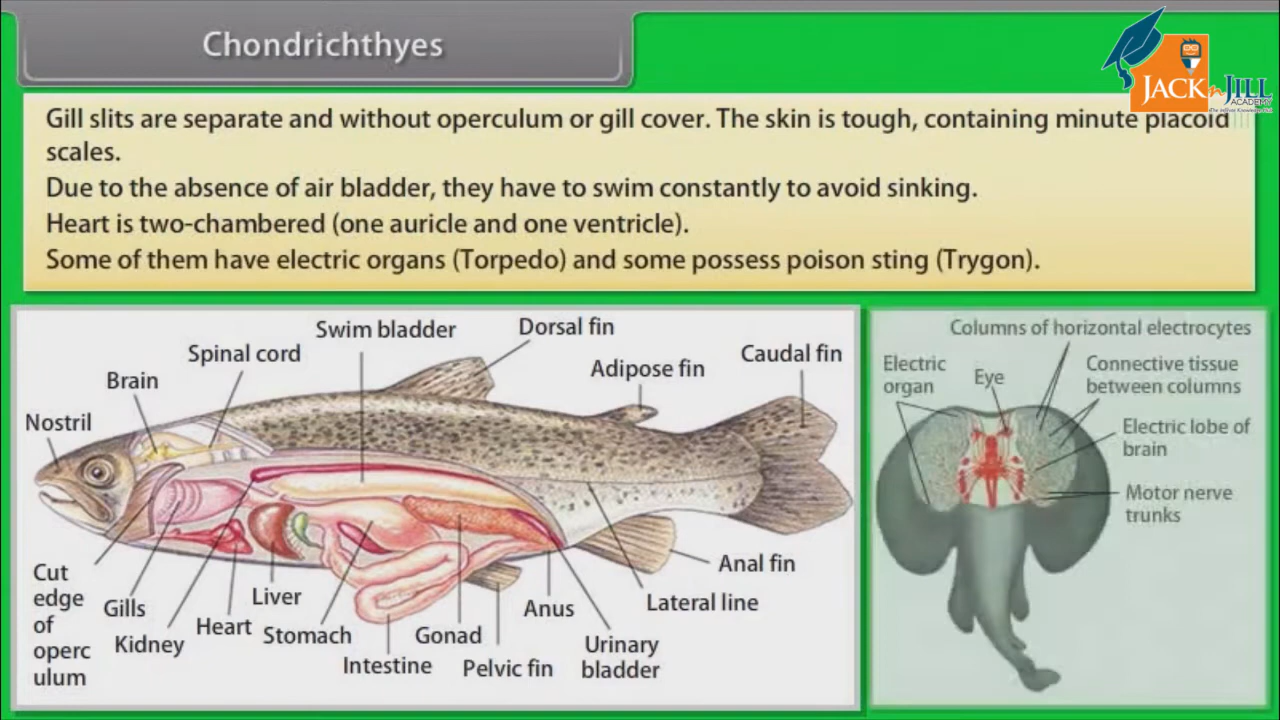 Chondrichthyes
JACK n JILL
ACADEMY
Gill slits are separate and without operculum or gill cover. The skin is tough, containing minute placoid
scales.
Due to the absence of air bladder, they have to swim constantly to avoid sinking.
Heart is two-chambered (one auricle and one ventricle).
Some of them have electric organs (Torpedo) and some possess poison sting (Trygon).
Swim bladder
Dorsal fin
Spinal cord
Adipose fin
Caudal fin
Brain
Nostril
Cut
edge
of
operc
ulum
Gills
Kidney
Heart
Liver
Stomach
Intestine
Gonad
Pelvic fin
Anus
Urinary
bladder
Lateral line
Anal fin
Columns of horizontal electrocytes
Electric
organ
Eye
Connective tissue
between columns
Electric lobe of
brain
Motor nerve
trunks